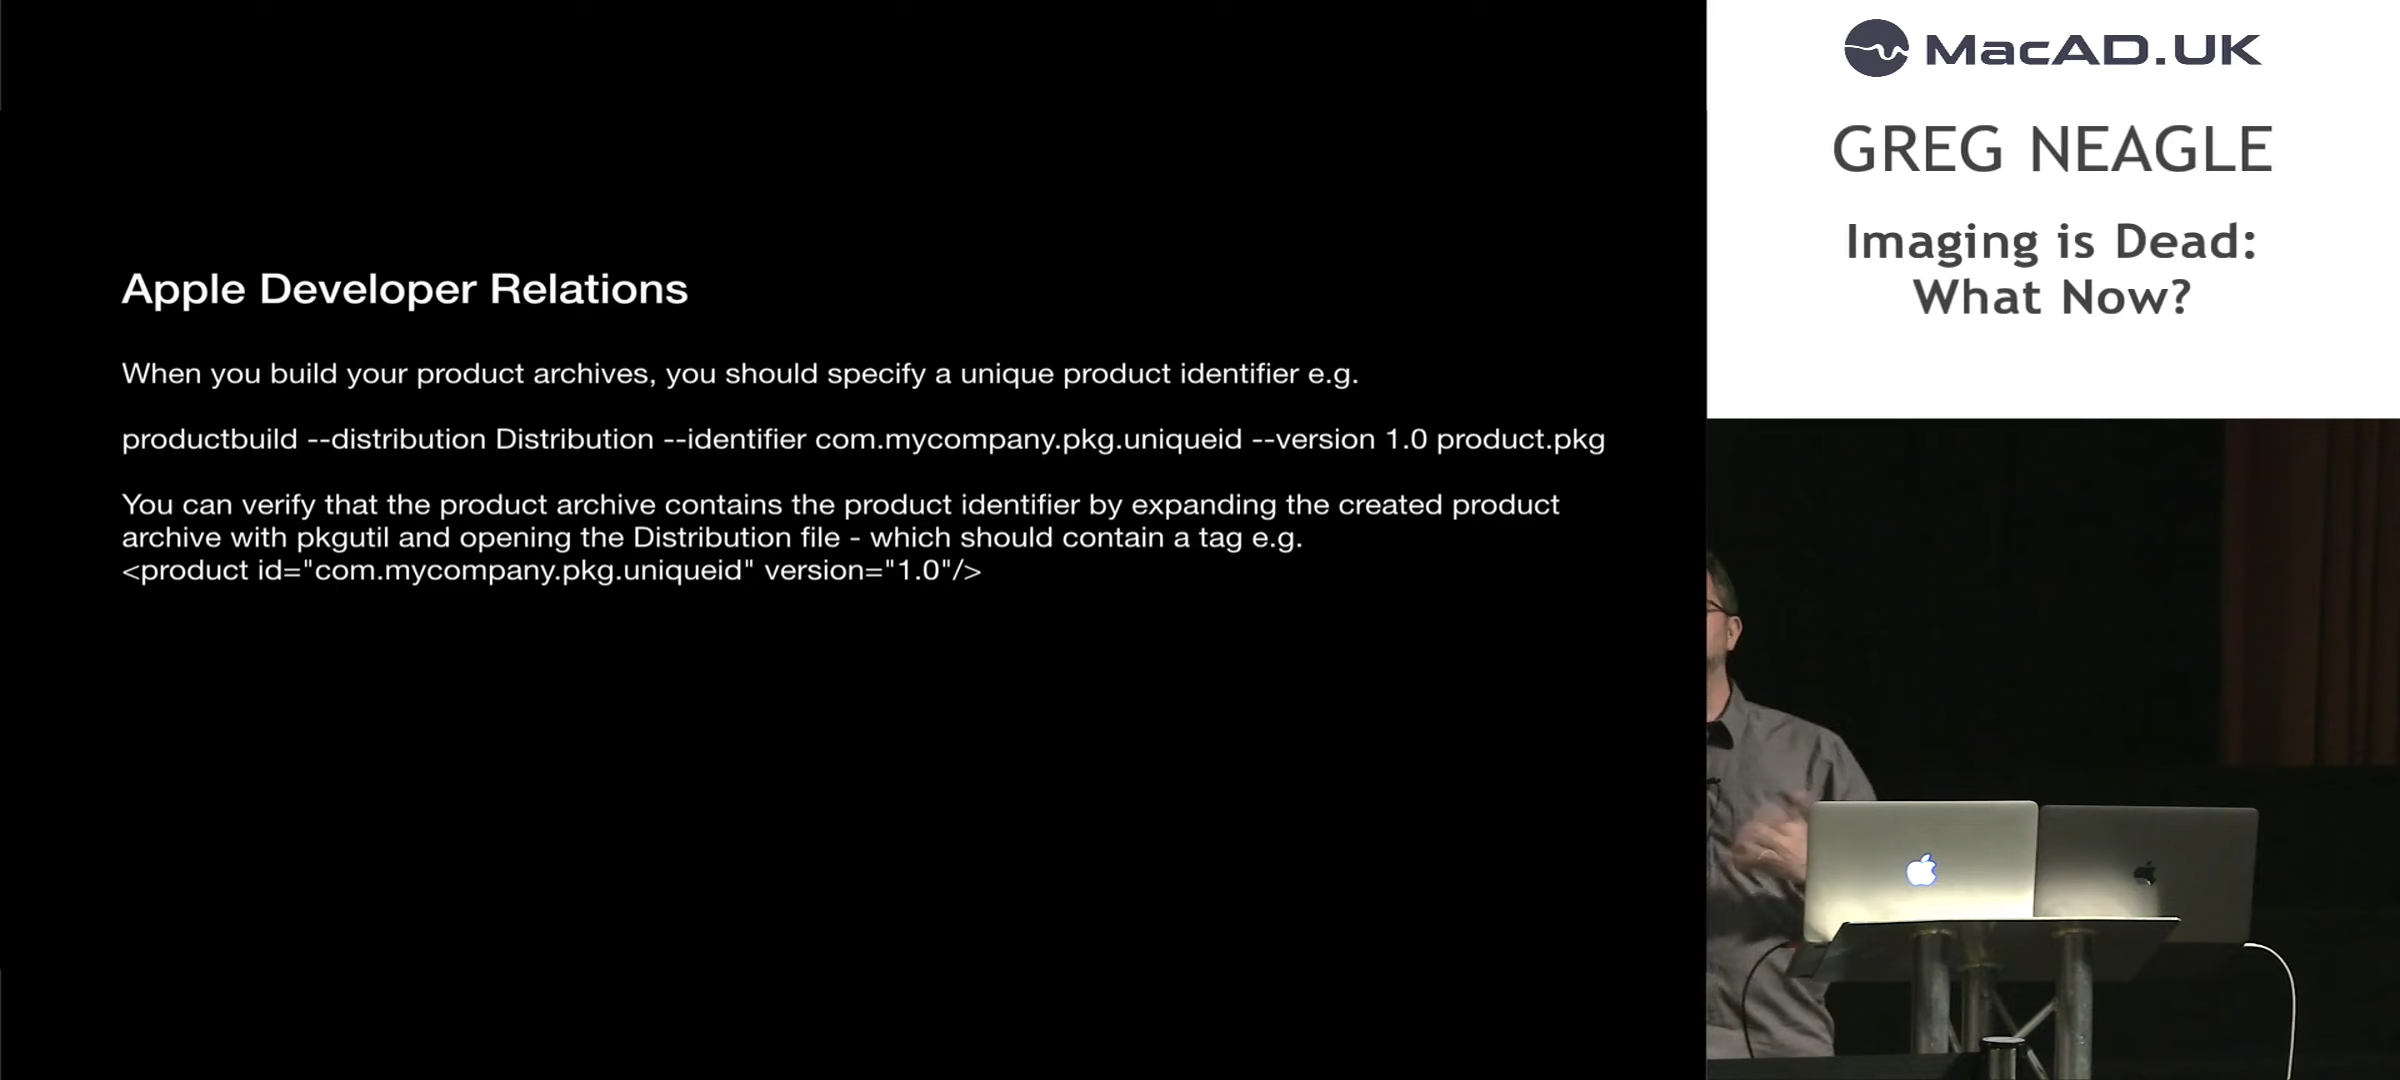 Apple Developer Relations
When you build your product archives, you should specify a unique product identifier e.g.
productbuild --distribution Distribution --identifier com.mycompany.pkg.uniqueid --version 1.0 product.pkg
You can verify that the product archive contains the product identifier by expanding the created product
archive with pkgutil and opening the Distribution file - which should contain a tag e.g.
<product id="com.mycompany.pkg.uniqueid" version="1.0"/>
MacAD.UK
GREG NEAGLE
Imaging is Dead:
What Now?